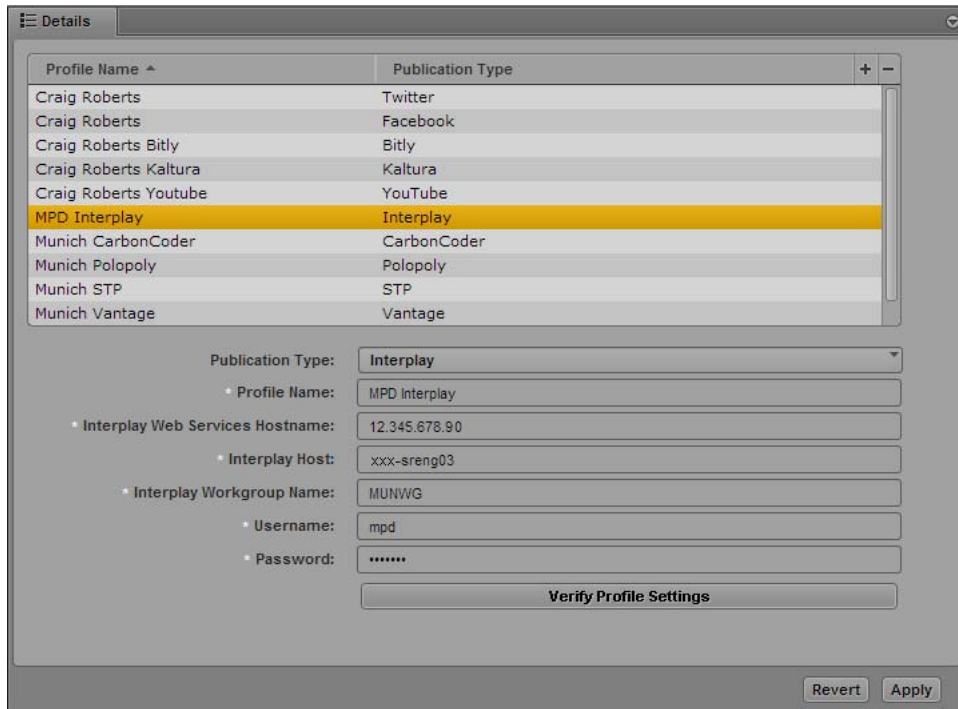 Details
Profile Name Publication Type + −
Craig Roberts Twitter
Craig Roberts Facebook
Craig Roberts Bitly Bitly
Craig Roberts Kaltura Kaltura
Craig Roberts Youtube YouTube
MPD Interplay Interplay
Munich CarbonCoder CarbonCoder
Munich Polopoly Polopoly
Munich STP STP
Munich Vantage Vantage
Publication Type: Interplay
* Profile Name: MPD Interplay
* Interplay Web Services Hostname: 12.345.678.90
* Interplay Host: xxx-sreng03
* Interplay Workgroup Name: MUNWG
* Username: mpd
* Password: •••••••
Verify Profile Settings
Revert Apply